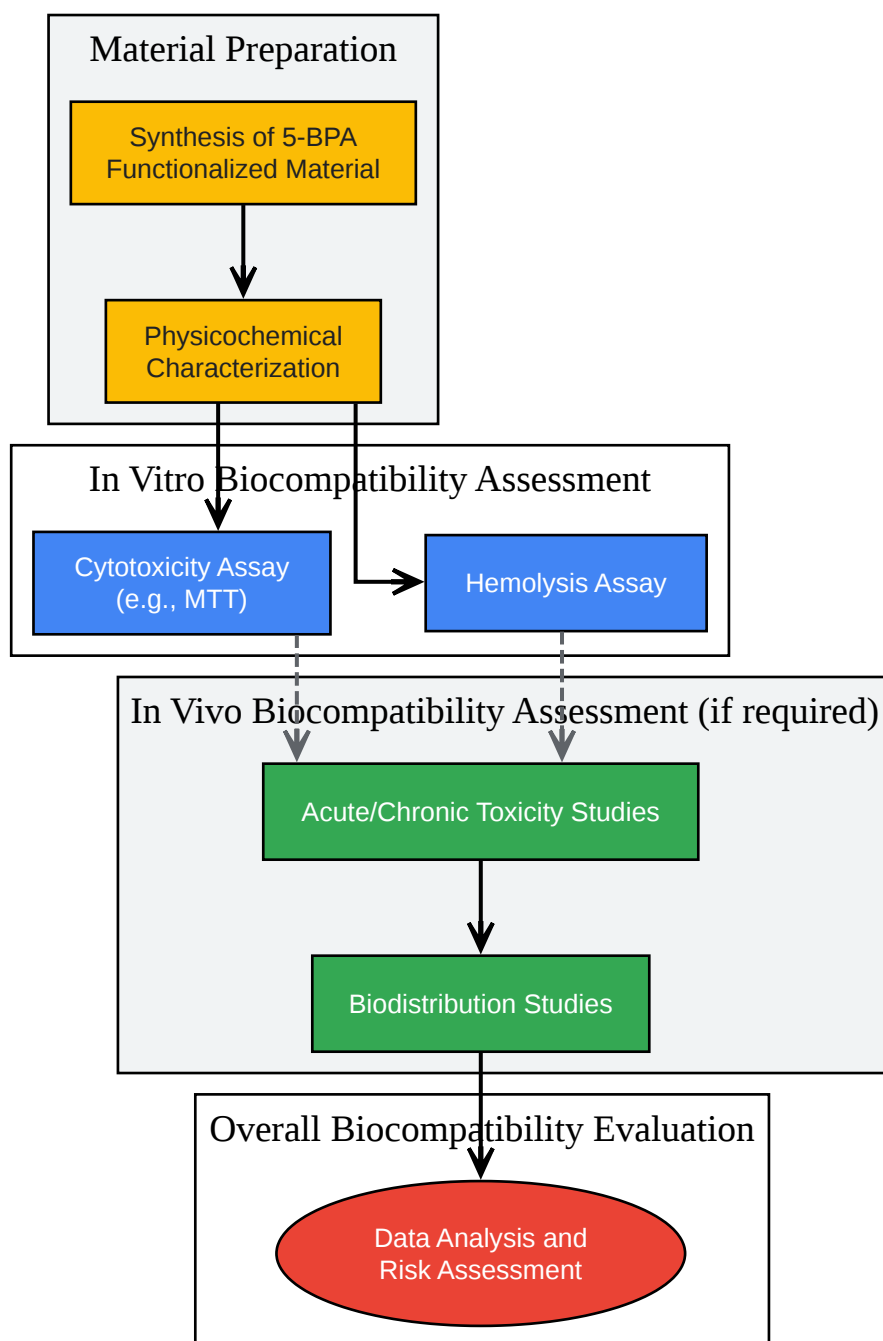 Material Preparation
Synthesis of 5-BPA
Functionalized Material
Physicochemical
Characterization
In Vitro Biocompatibility Assessment
Cytotoxicity Assay
(e.g., MTT)
Hemolysis Assay
In Vivo Biocompatibility Assessment (if required)
Acute/Chronic Toxicity Studies
Biodistribution Studies
Overall Biocompatibility Evaluation
Data Analysis and
Risk Assessment